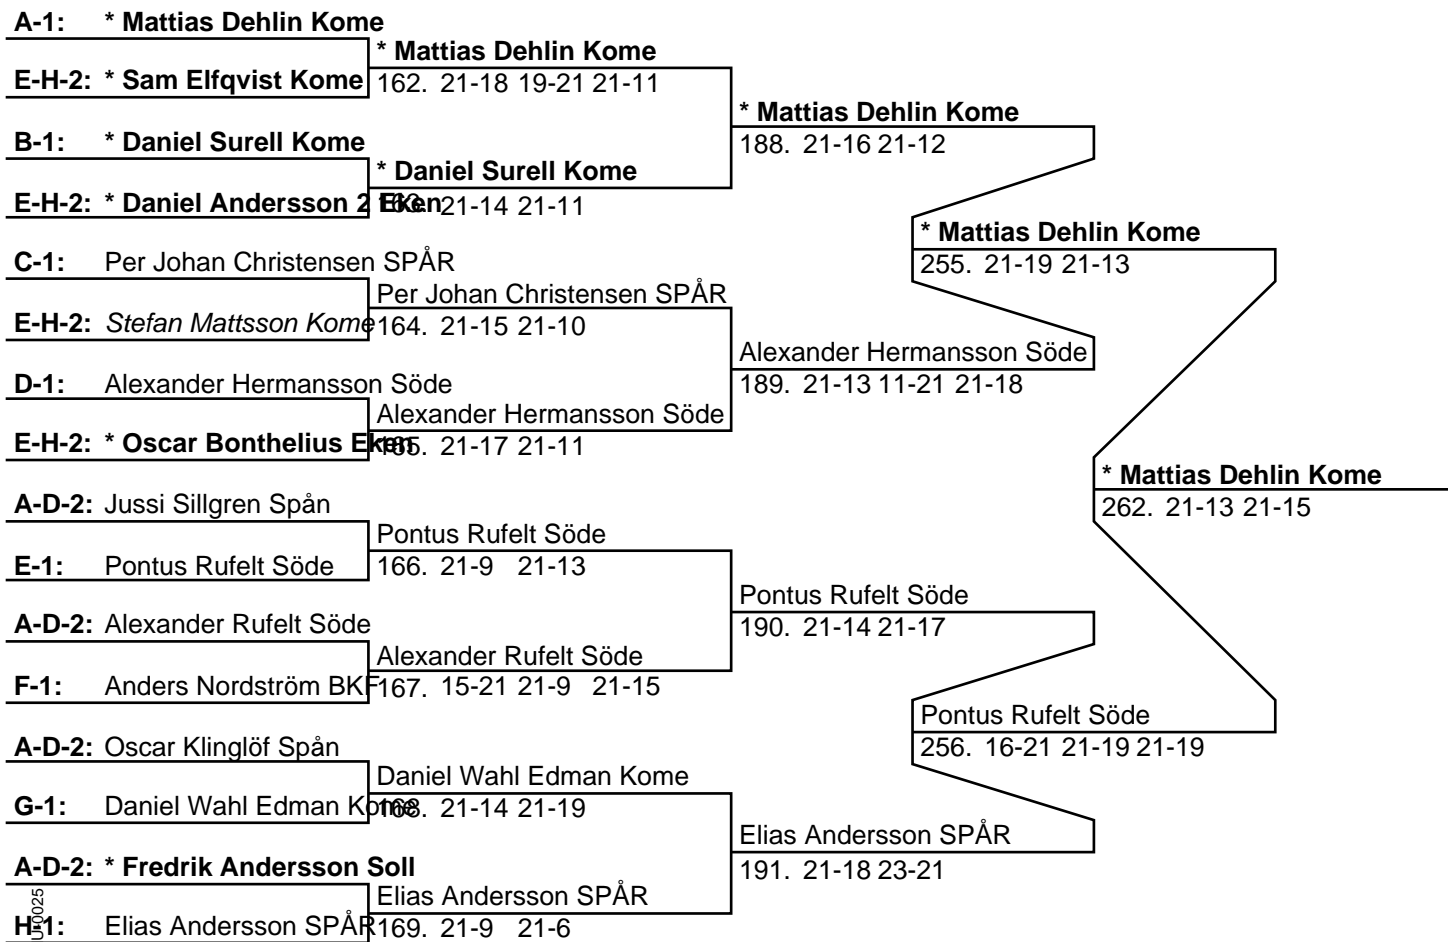 A-1: * Mattias Dehlin Kome
* Mattias Dehlin Kome
E-H-2: * Sam Elfqvist Kome
162. 21-18 19-21 21-11
* Mattias Dehlin Kome
188. 21-16 21-12
B-1: * Daniel Surell Kome
* Daniel Surell Kome
E-H-2: * Daniel Andersson 2 Eken
163. 21-14 21-11
* Mattias Dehlin Kome
255. 21-19 21-13
C-1: Per Johan Christensen SPÅR
Per Johan Christensen SPÅR
E-H-2: Stefan Mattsson Kome
164. 21-15 21-10
Alexander Hermansson Söde
189. 21-13 11-21 21-18
D-1: Alexander Hermansson Söde
Alexander Hermansson Söde
E-H-2: * Oscar Bonthelius Eken
165. 21-17 21-11
* Mattias Dehlin Kome
262. 21-13 21-15
A-D-2: Jussi Sillgren Spån
Pontus Rufelt Söde
E-1: Pontus Rufelt Söde
166. 21-9 21-13
Pontus Rufelt Söde
190. 21-14 21-17
A-D-2: Alexander Rufelt Söde
Alexander Rufelt Söde
F-1: Anders Nordström BKF
167. 15-21 21-9 21-15
Pontus Rufelt Söde
256. 16-21 21-19 21-19
A-D-2: Oscar Klinglöf Spån
Daniel Wahl Edman Kome
G-1: Daniel Wahl Edman Kome
168. 21-14 21-19
Elias Andersson SPÅR
191. 21-18 23-21
A-D-2: * Fredrik Andersson Soll
Elias Andersson SPÅR
H-1: Elias Andersson SPÅR
169. 21-9 21-6